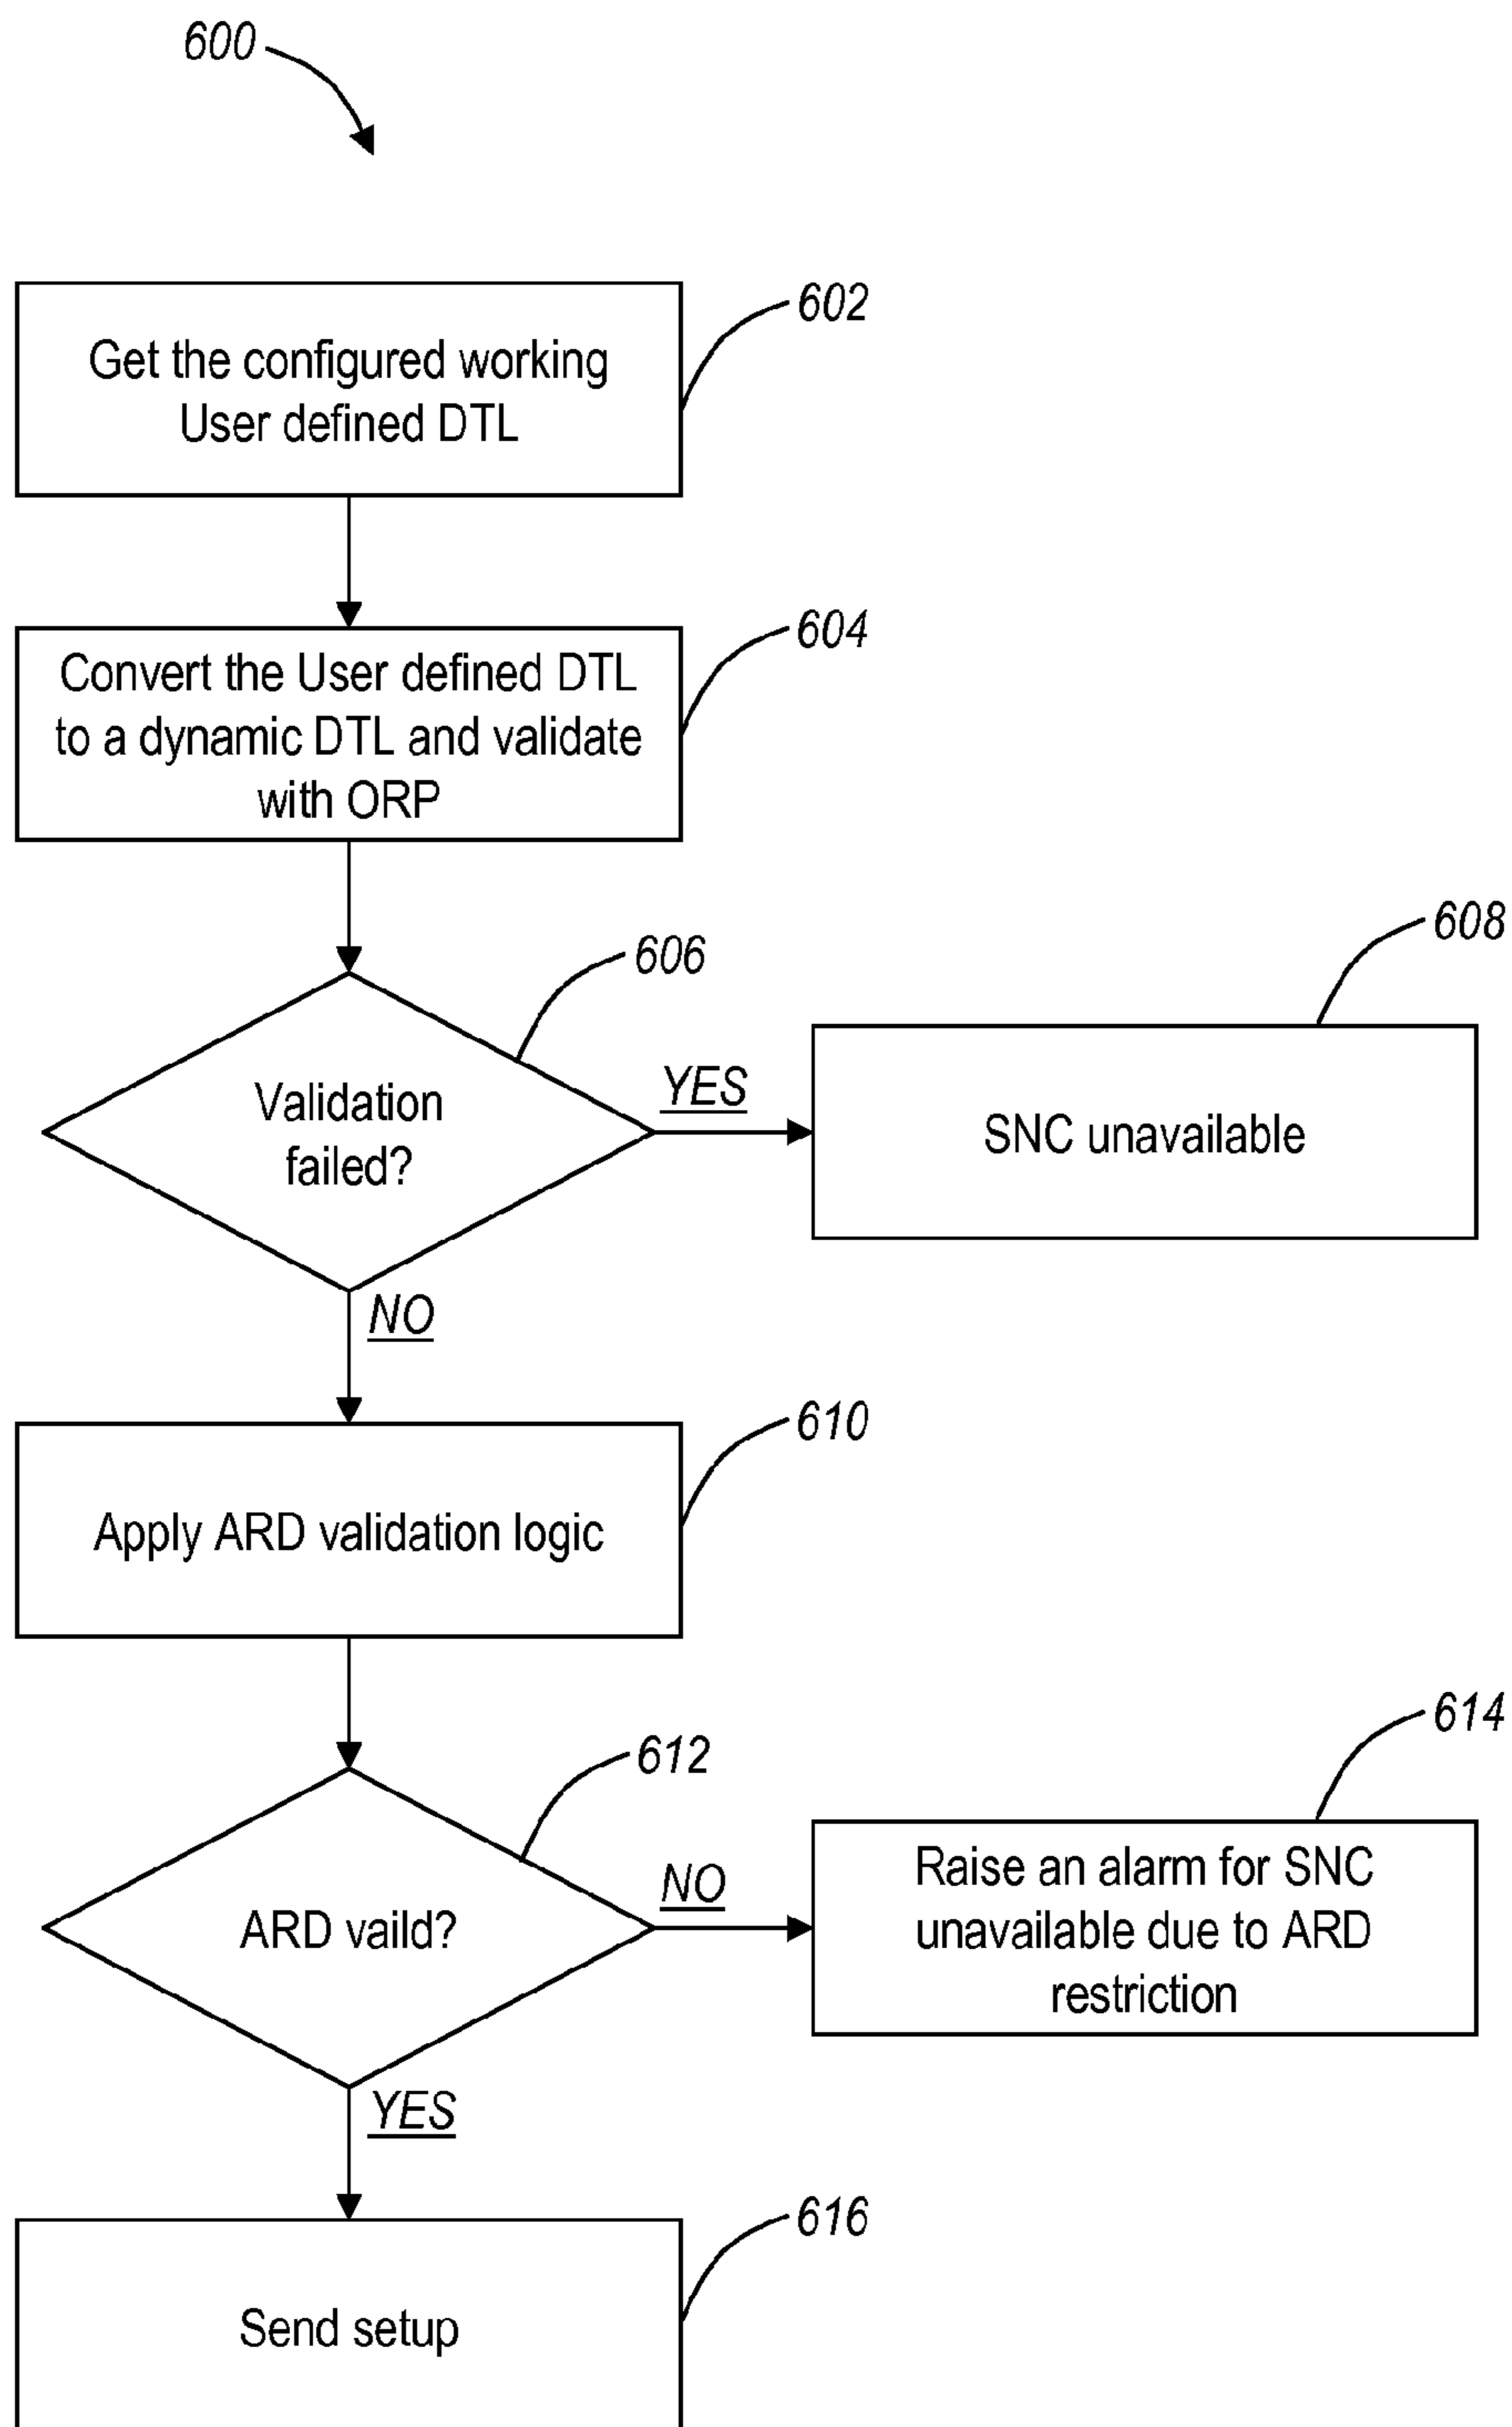 600
602
Get the configured working
User defined DTL
604
Convert the User defined DTL
to a dynamic DTL and validate
with ORP
606
608
Validation
failed?
YES
SNC unavailable
NO
610
Apply ARD validation logic
612
614
ARD vaild?
NO
Raise an alarm for SNC
unavailable due to ARD
restriction
YES
616
Send setup